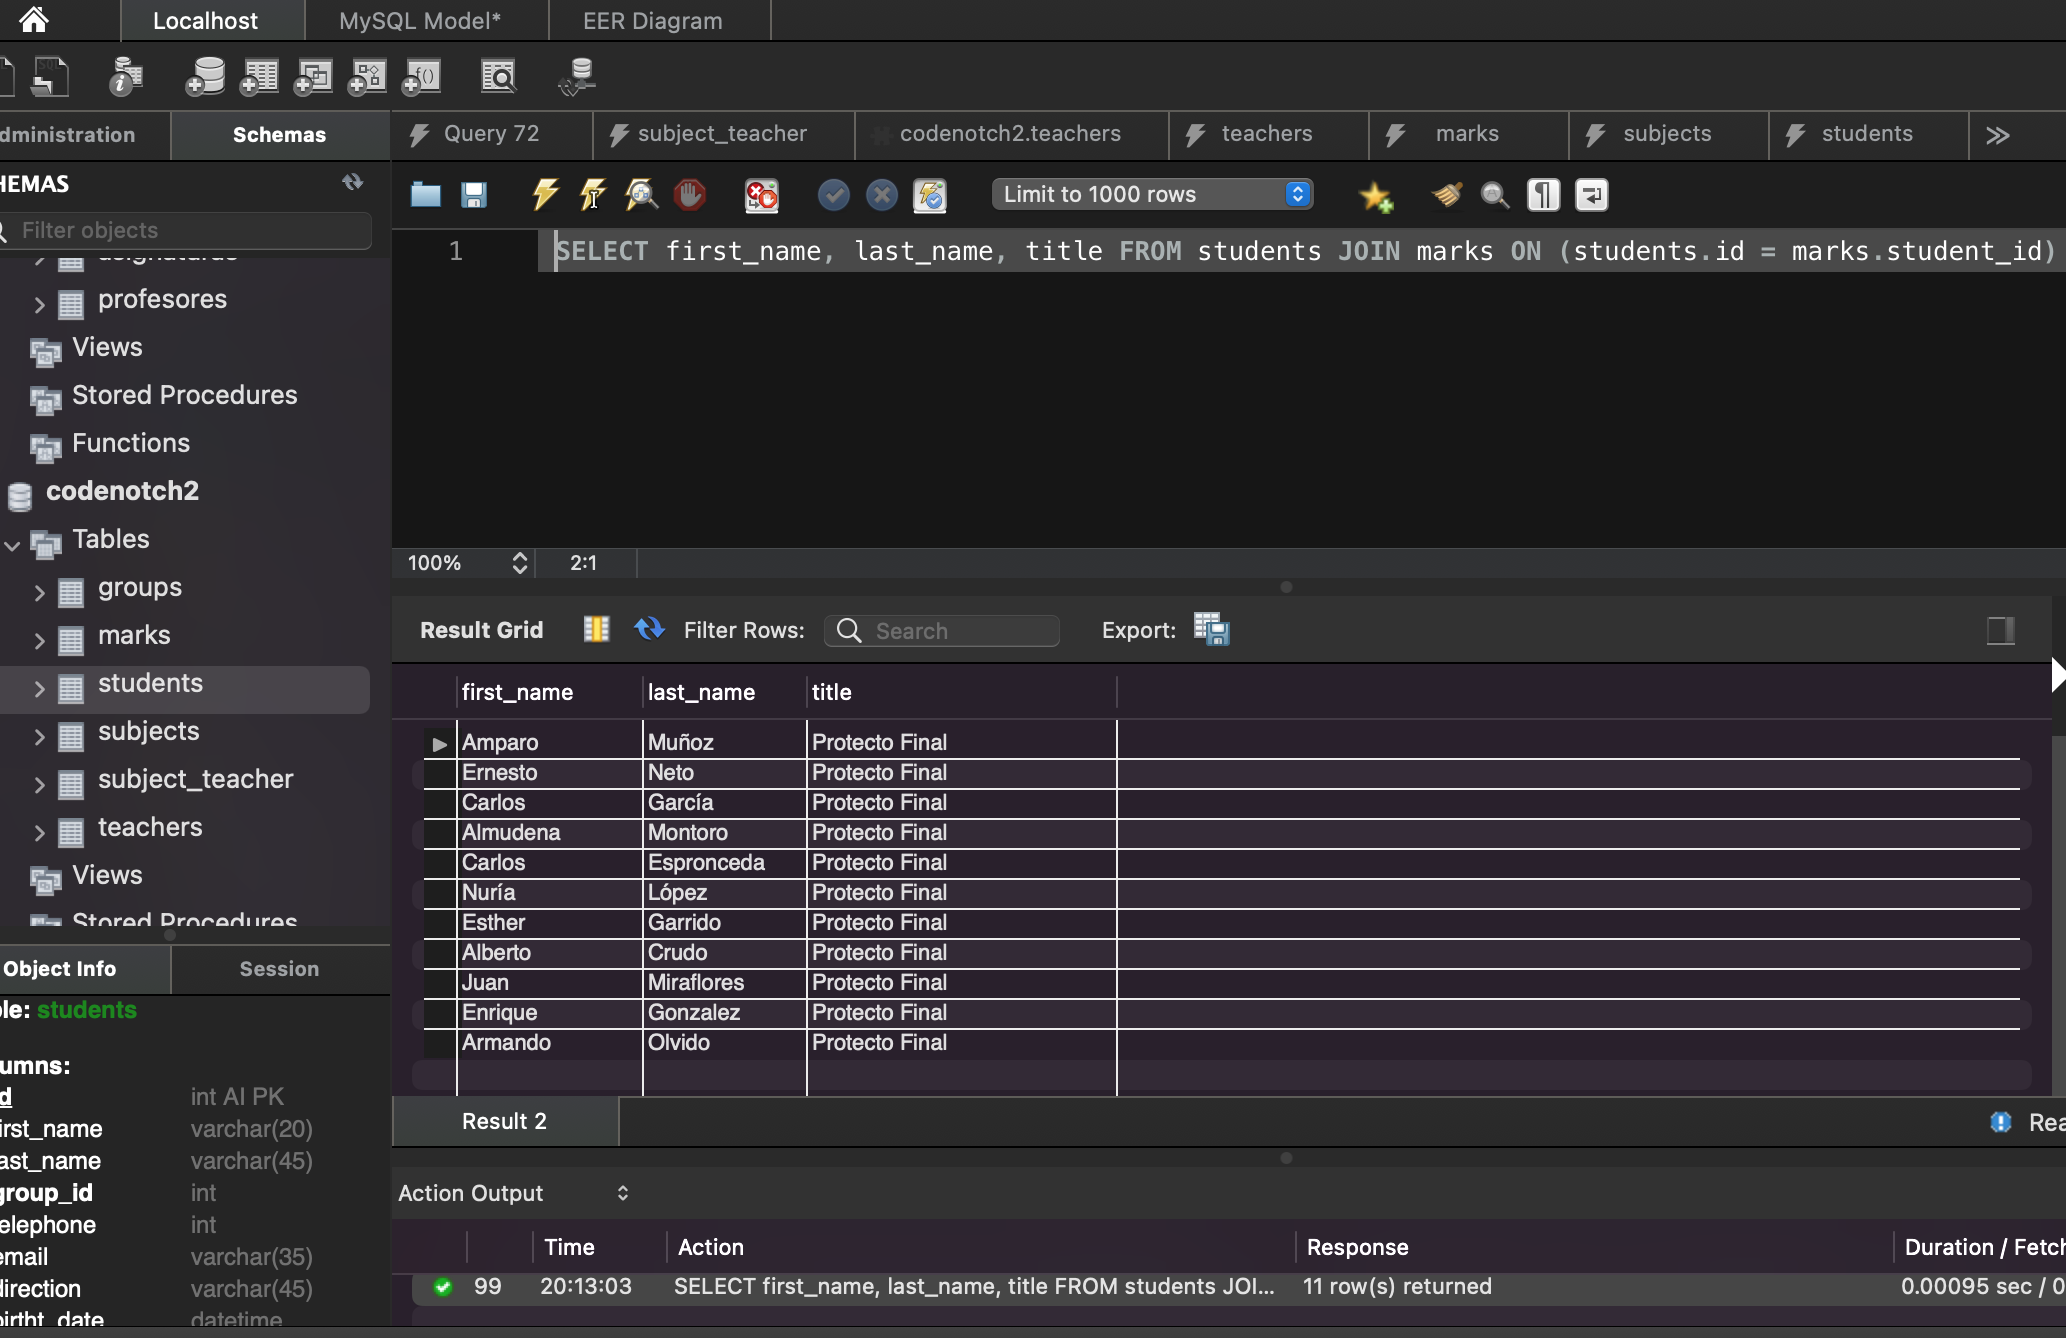 Localhost MySQL Model* EER Diagram
dministration Schemas Query 72 subject_teacher codenotch2.teachers teachers marks subjects students
HEMAS
Limit to 1000 rows
Filter objects
1 SELECT first_name, last_name, title FROM students JOIN marks ON (students.id = marks.student_id)
asignaturas
profesores
Views
Stored Procedures
Functions
codenotch2
Tables
groups
marks
students
subjects
subject_teacher
teachers
Views
Stored Procedures
100% 2:1
Result Grid Filter Rows: Search Export:
first_name last_name title
Amparo Muñoz Protecto Final
Ernesto Neto Protecto Final
Carlos García Protecto Final
Almudena Montoro Protecto Final
Carlos Espronceda Protecto Final
Nuría López Protecto Final
Esther Garrido Protecto Final
Alberto Crudo Protecto Final
Juan Miraflores Protecto Final
Enrique Gonzalez Protecto Final
Armando Olvido Protecto Final
Result 2 Rea
Object Info Session
ble: students
umns:
d int AI PK
irst_name varchar(20)
ast_name varchar(45)
group_id int
elephone int
email varchar(35)
direction varchar(45)
birtht_date datetime
Action Output
Time Action Response Duration / Fetch
99 20:13:03 SELECT first_name, last_name, title FROM students JOI... 11 row(s) returned 0.00095 sec / 0